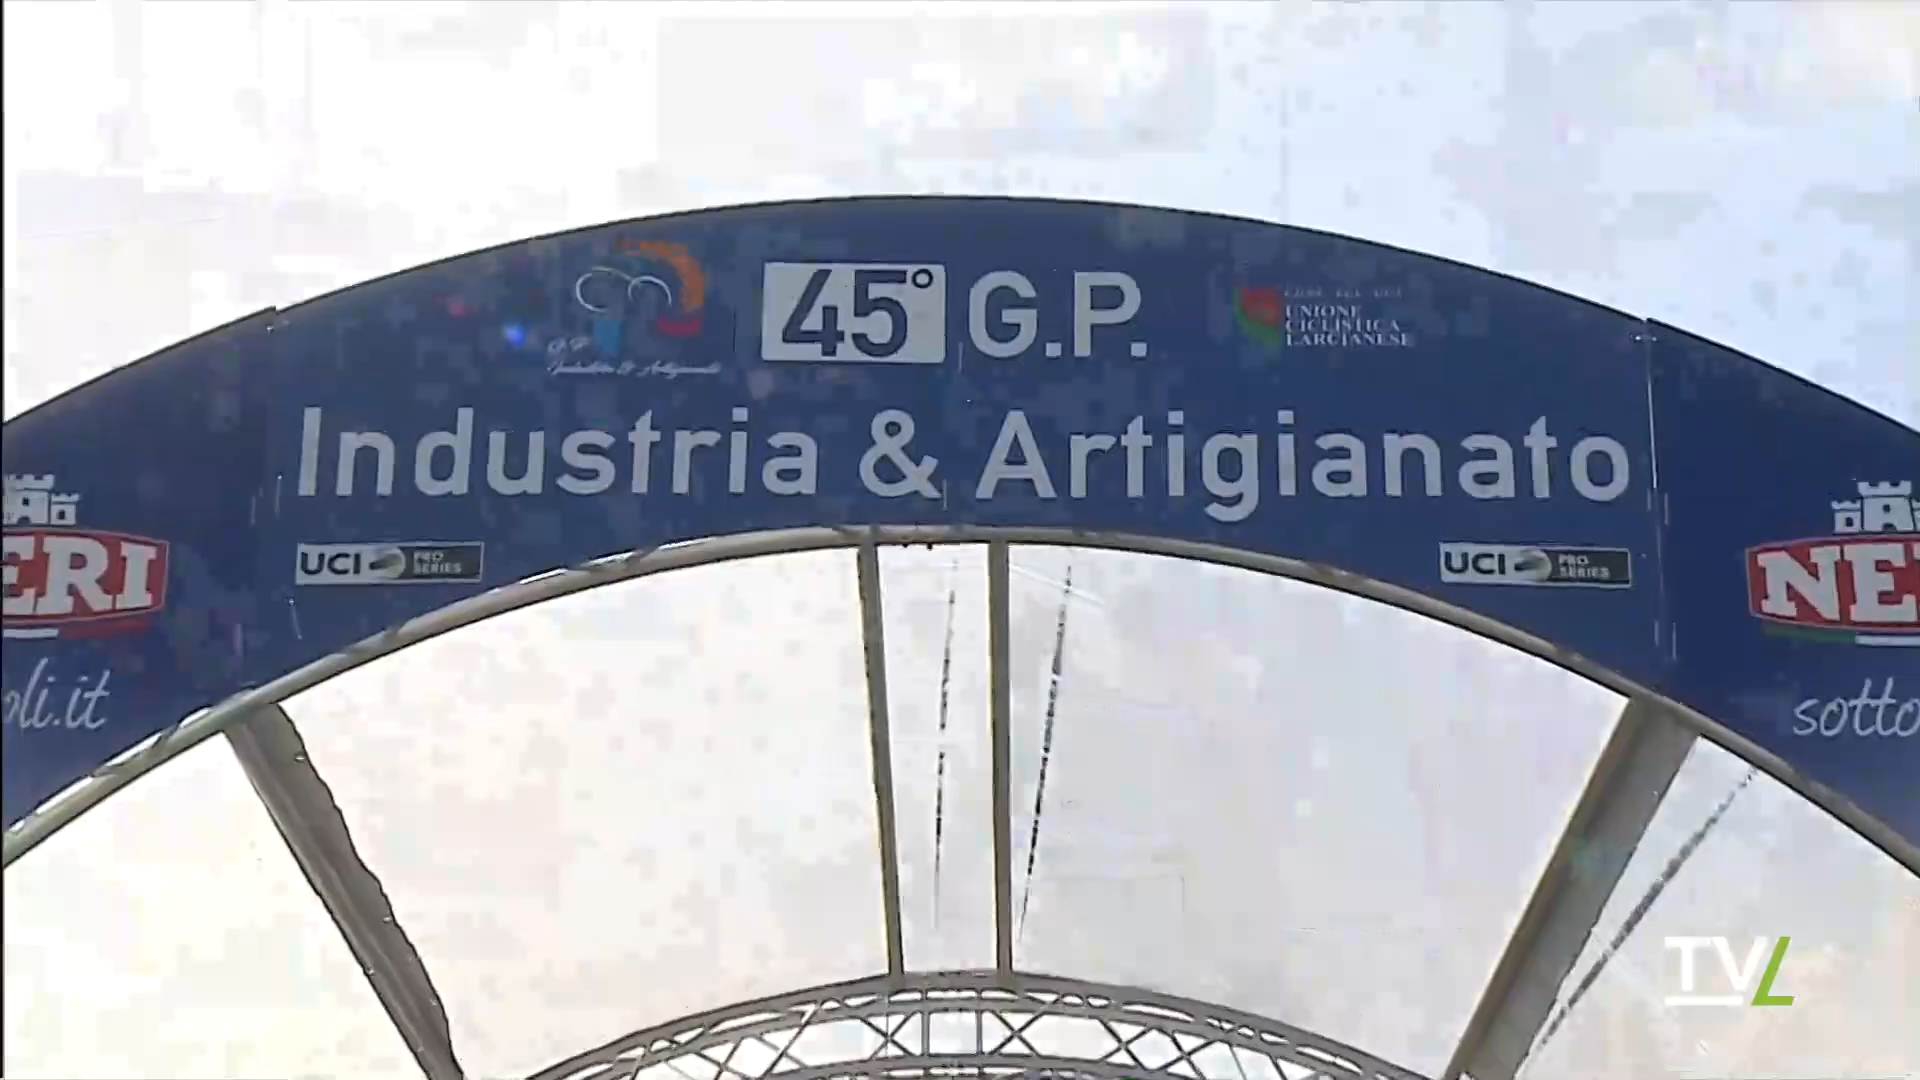 45° G.P.
UNIONE
CICLISTICA
LARCIANESE
Industria & Artigianato
UCI PRO SERIES
UCI PRO SERIES
ERI
NE
oli.it
sotto
TVL